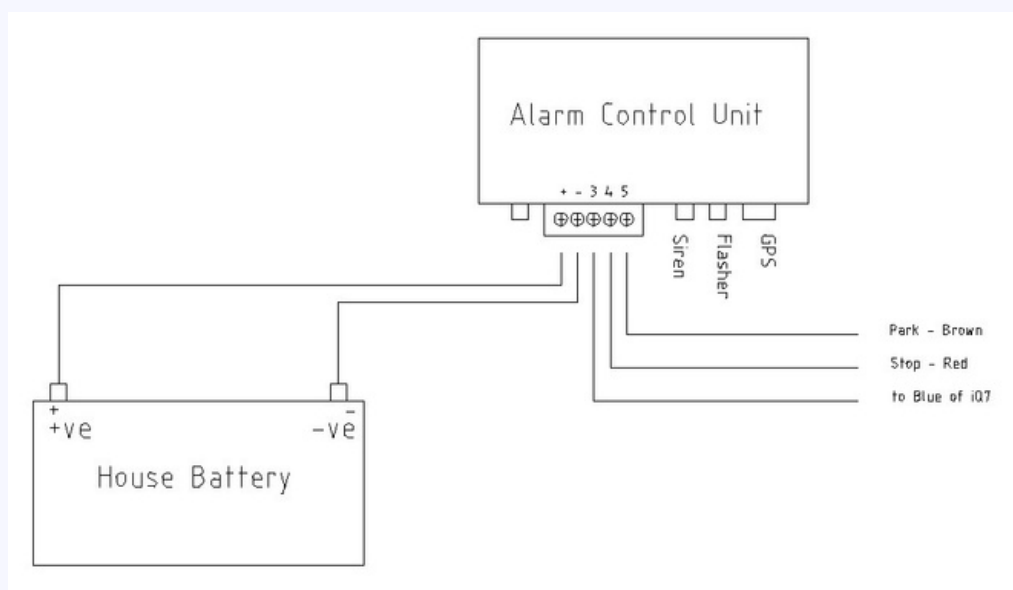 Alarm Control Unit
+ - 3 4 5
Siren
Flasher
GPS
Park - Brown
Stop - Red
to Blue of iQ7
+ -
+ve -ve
House Battery